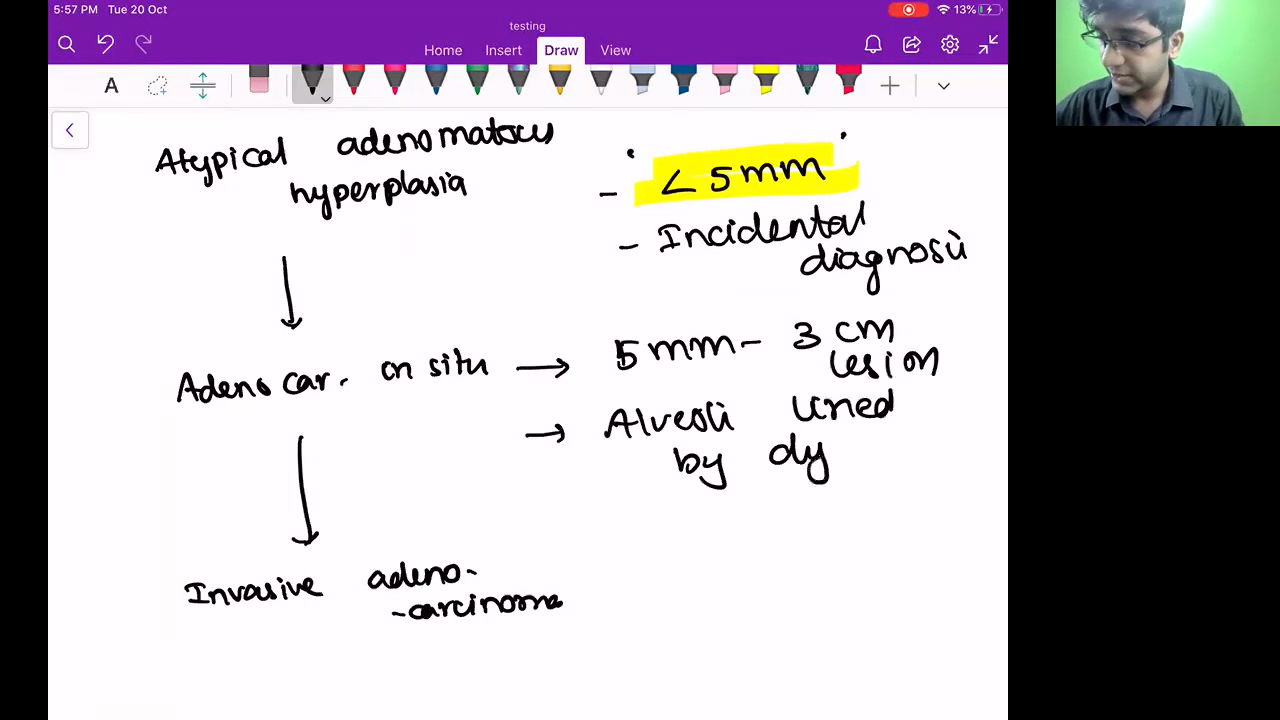 5:57 PM Tue 20 Oct
13%
testing
Home Insert Draw View
A
Atypical adenomatous
hyperplasia
- < 5mm
- Incidental
diagnosis
↓
Adeno car. in situ → 5mm - 3 cm
lesion
→ Alveoli lined
by dy
↓
Invasive adeno-
-carcinoma